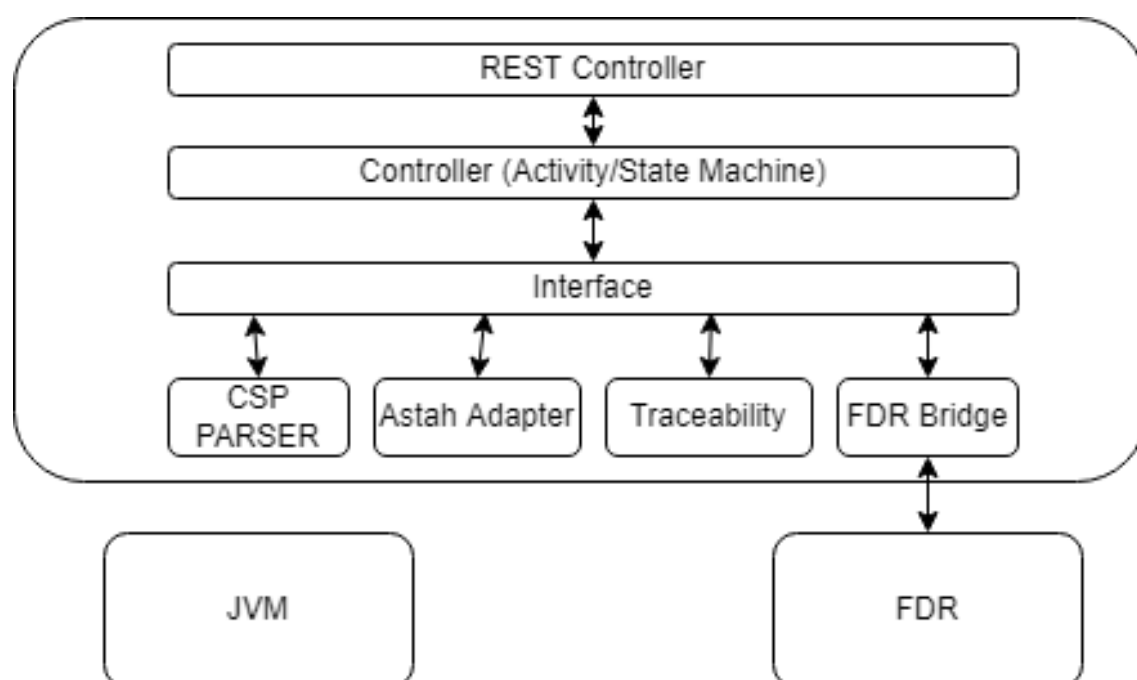 REST Controller
Controller (Activity/State Machine)
Interface
CSP
PARSER
Astah Adapter
Traceability
FDR Bridge
JVM
FDR